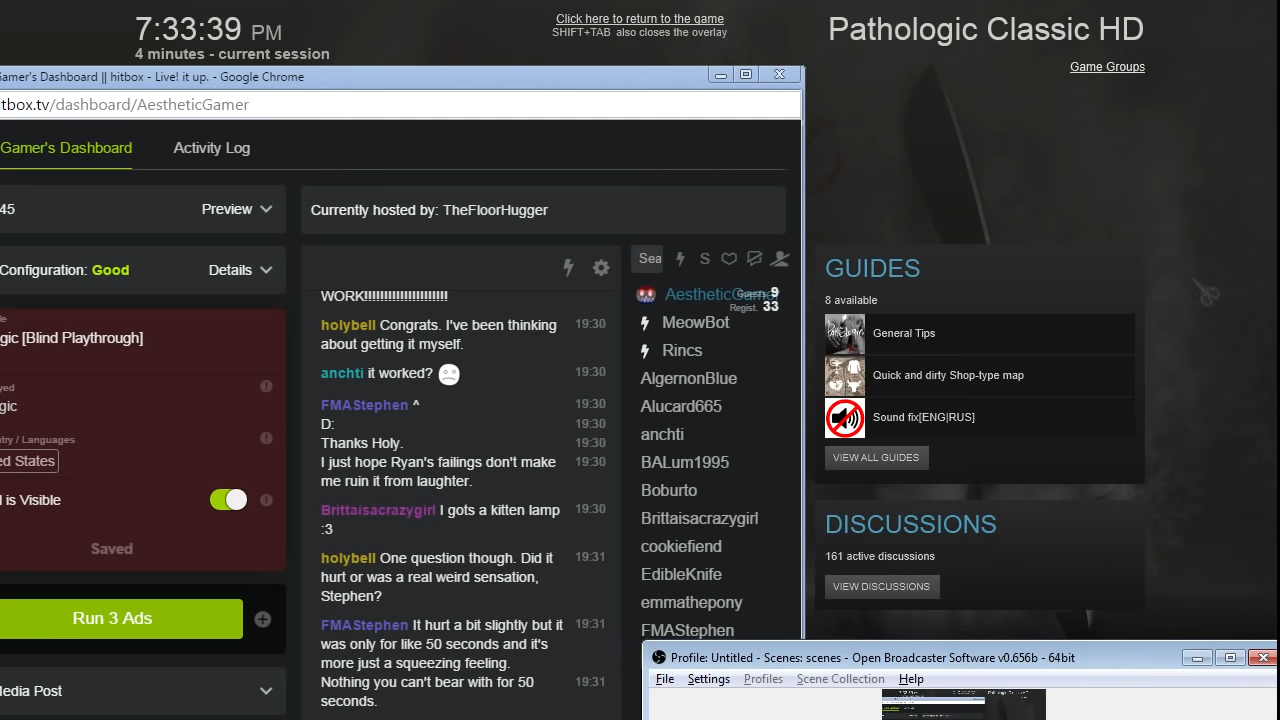 7:33:39 PM
4 minutes - current session
Click here to return to the game
SHIFT+TAB also closes the overlay
Pathologic Classic HD
Game Groups
Gamer's Dashboard || hitbox - Live! it up. - Google Chrome
tbox.tv/dashboard/AestheticGamer
Gamer's Dashboard
Activity Log
45
Preview
Currently hosted by: TheFloorHugger
Configuration: Good
Details
gic [Blind Playthrough]
yed
gic
ntry / Languages
ed States
l is Visible
Saved
Run 3 Ads
edia Post
WORK!!!!!!!!!!!!!!!!!!!!!
holybell Congrats. I've been thinking 19:30
about getting it myself.
anchti it worked? 19:30
FMAStephen ^ 19:30
D: 19:30
Thanks Holy. 19:30
I just hope Ryan's failings don't make 19:30
me ruin it from laughter.
Brittaisacrazygirl I gots a kitten lamp 19:30
:3
holybell One question though. Did it 19:31
hurt or was a real weird sensation,
Stephen?
FMAStephen It hurt a bit slightly but it 19:31
was only for like 50 seconds and it's
more just a squeezing feeling.
Nothing you can't bear with for 50 19:31
seconds.
Sea
S
AestheticGamer
Guests 9
Regist. 33
MeowBot
Rincs
AlgernonBlue
Alucard665
anchti
BALum1995
Boburto
Brittaisacrazygirl
cookiefiend
EdibleKnife
emmathepony
FMAStephen
GUIDES
8 available
General Tips
Quick and dirty Shop-type map
Sound fix[ENG|RUS]
VIEW ALL GUIDES
DISCUSSIONS
161 active discussions
VIEW DISCUSSIONS
Profile: Untitled - Scenes: scenes - Open Broadcaster Software v0.656b - 64bit
File Settings Profiles Scene Collection Help